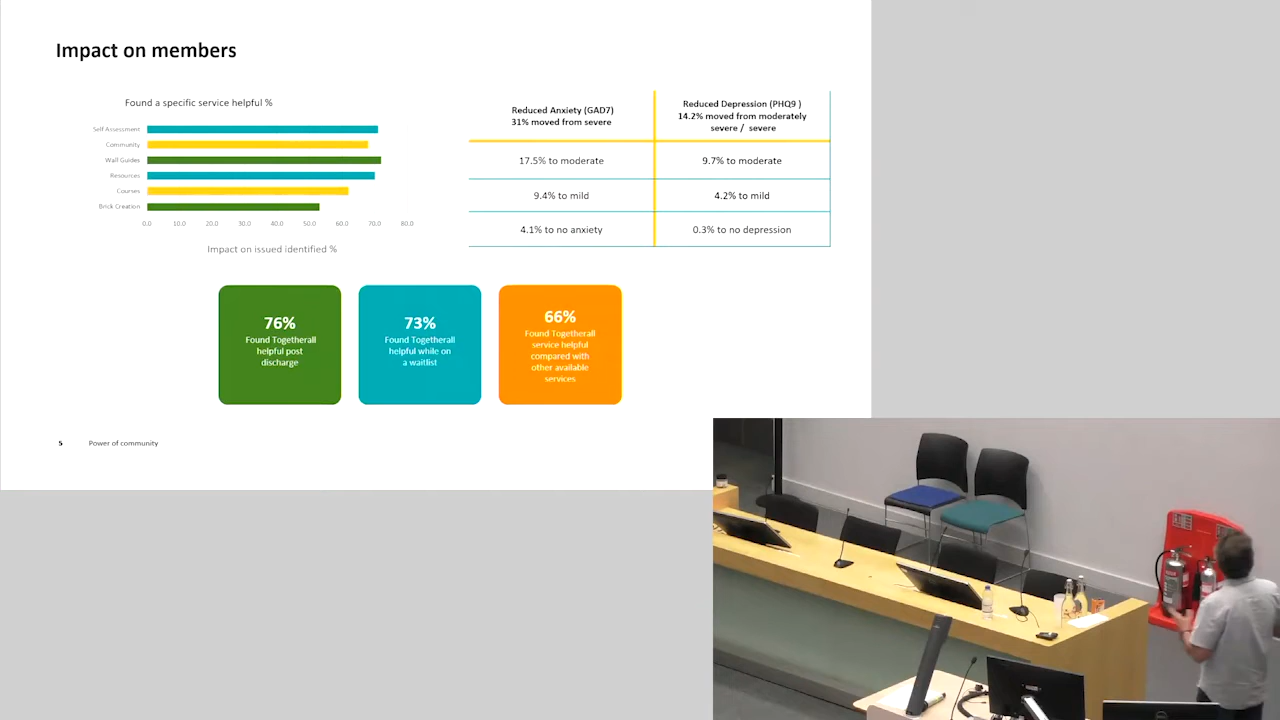 Impact on members
Found a specific service helpful %
Self Assessment
Community
Wall Guides
Resources
Courses
Brick Creation
0.0 10.0 20.0 30.0 40.0 50.0 60.0 70.0 80.0
Impact on issued identified %
Reduced Anxiety (GAD7)
31% moved from severe
Reduced Depression (PHQ9 )
14.2% moved from moderately
severe / severe
17.5% to moderate
9.7% to moderate
9.4% to mild
4.2% to mild
4.1% to no anxiety
0.3% to no depression
76%
Found Togetherall
helpful post
discharge
73%
Found Togetherall
helpful while on
a waitlist
66%
Found Togetherall
service helpful
compared with
other available
services
5 Power of community